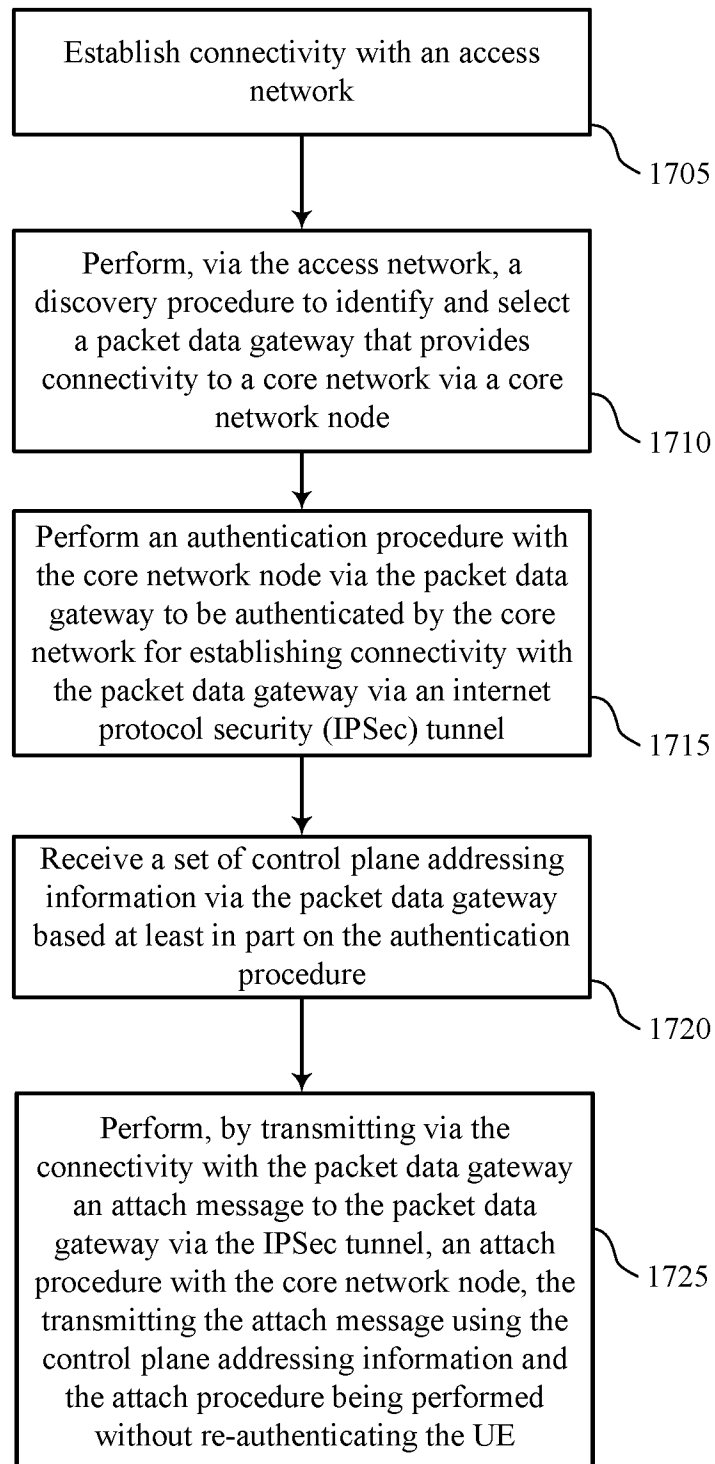 Establish connectivity with an access
network
1705
Perform, via the access network, a
discovery procedure to identify and select
a packet data gateway that provides
connectivity to a core network via a core
network node
1710
Perform an authentication procedure with
the core network node via the packet data
gateway to be authenticated by the core
network for establishing connectivity with
the packet data gateway via an internet
protocol security (IPSec) tunnel
1715
Receive a set of control plane addressing
information via the packet data gateway
based at least in part on the authentication
procedure
1720
Perform, by transmitting via the
connectivity with the packet data gateway
an attach message to the packet data
gateway via the IPSec tunnel, an attach
procedure with the core network node, the
transmitting the attach message using the
control plane addressing information and
the attach procedure being performed
without re-authenticating the UE
1725